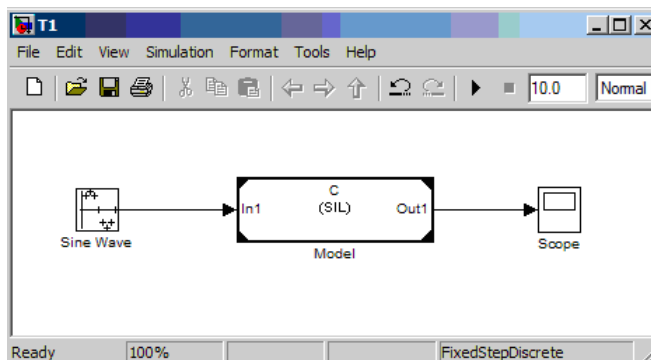 T1
File Edit View Simulation Format Tools Help
10.0 Normal
C
(SIL)
In1 Out1
Sine Wave
Model
Scope
Ready 100% FixedStepDiscrete